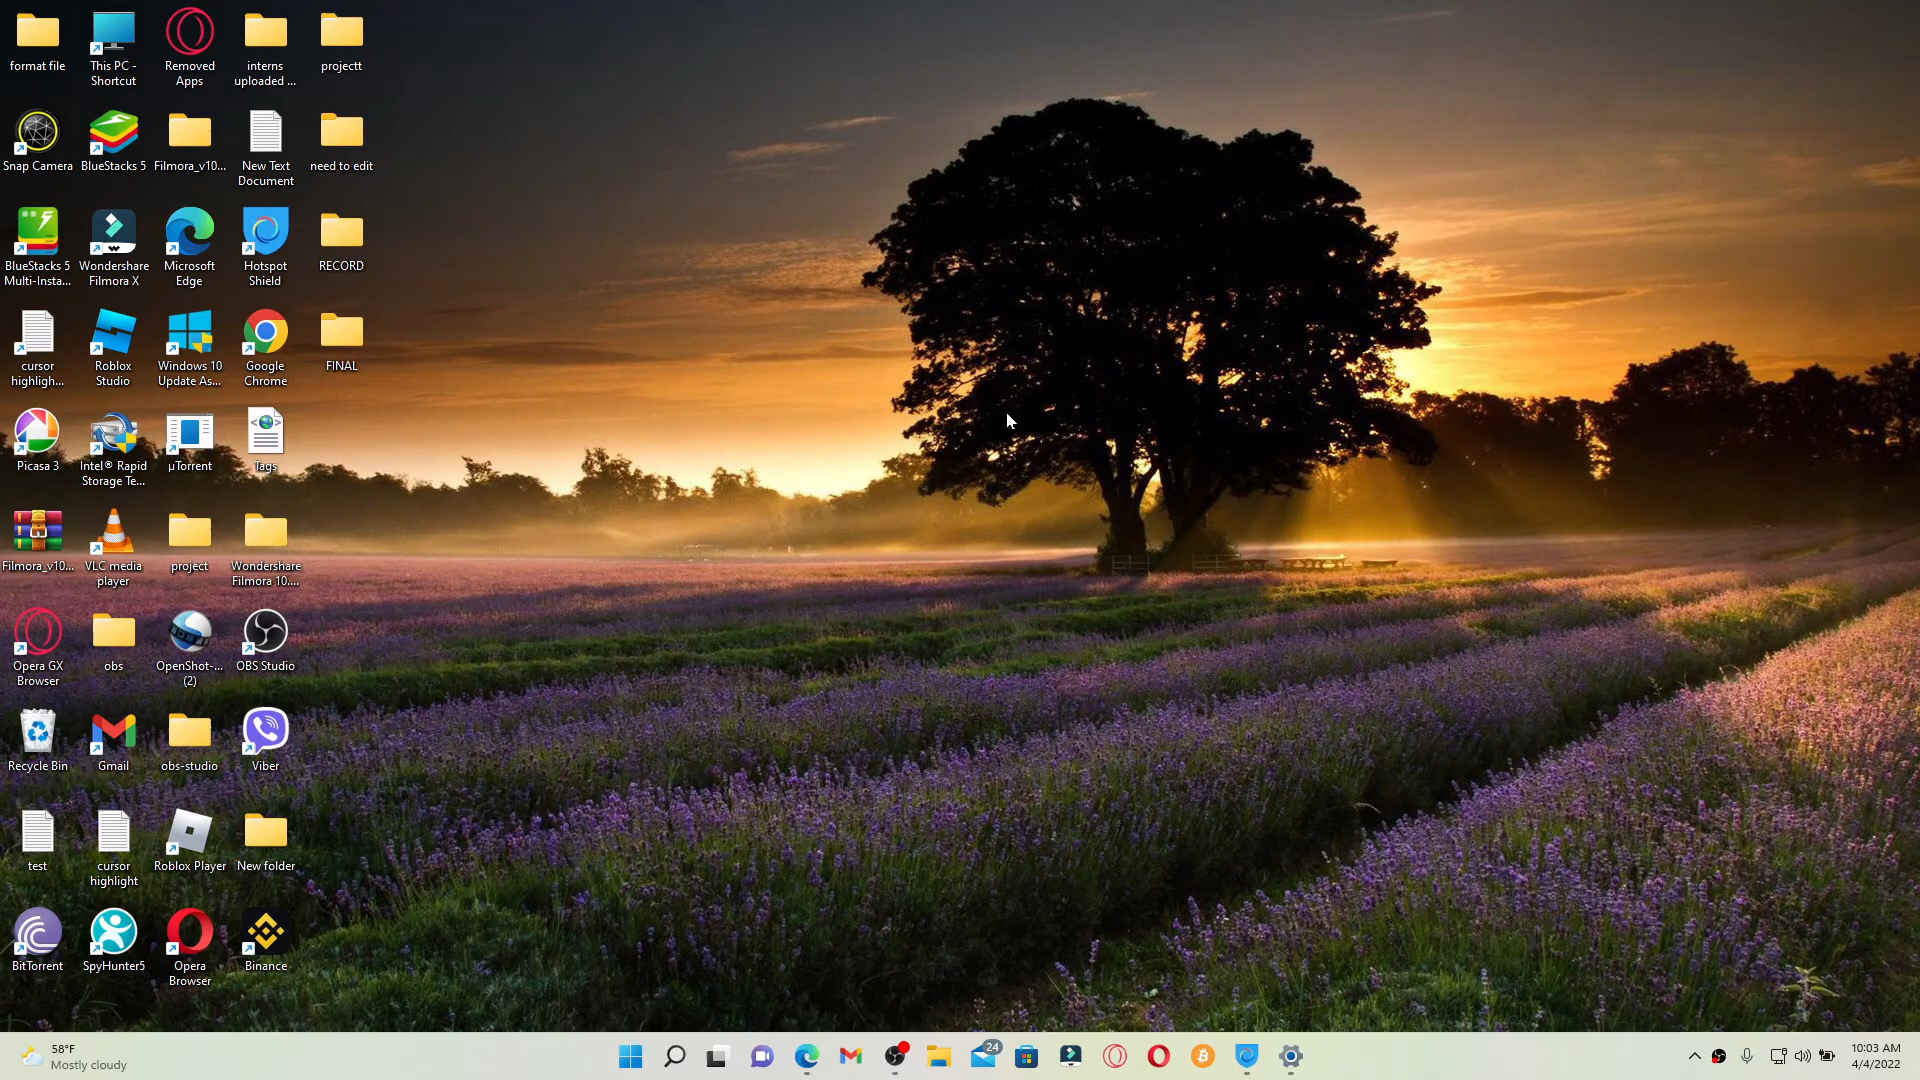 format file
This PC -
Shortcut
Removed
Apps
interns
uploaded ...
projectt
Snap Camera
BlueStacks 5
Filmora_v10...
New Text
Document
need to edit
BlueStacks 5
Multi-Insta...
Wondershare
Filmora X
Microsoft
Edge
Hotspot
Shield
RECORD
cursor
highligh...
Roblox
Studio
Windows 10
Update As...
Google
Chrome
FINAL
Picasa 3
Intel® Rapid
Storage Te...
µTorrent
Tags
Filmora_v10...
VLC media
player
project
Wondershare
Filmora 10....
Opera GX
Browser
obs
OpenShot-...
(2)
OBS Studio
Recycle Bin
Gmail
obs-studio
Viber
test
cursor
highlight
Roblox Player
New folder
BitTorrent
SpyHunter5
Opera
Browser
Binance
58°F
Mostly cloudy
24
10:03 AM
4/4/2022